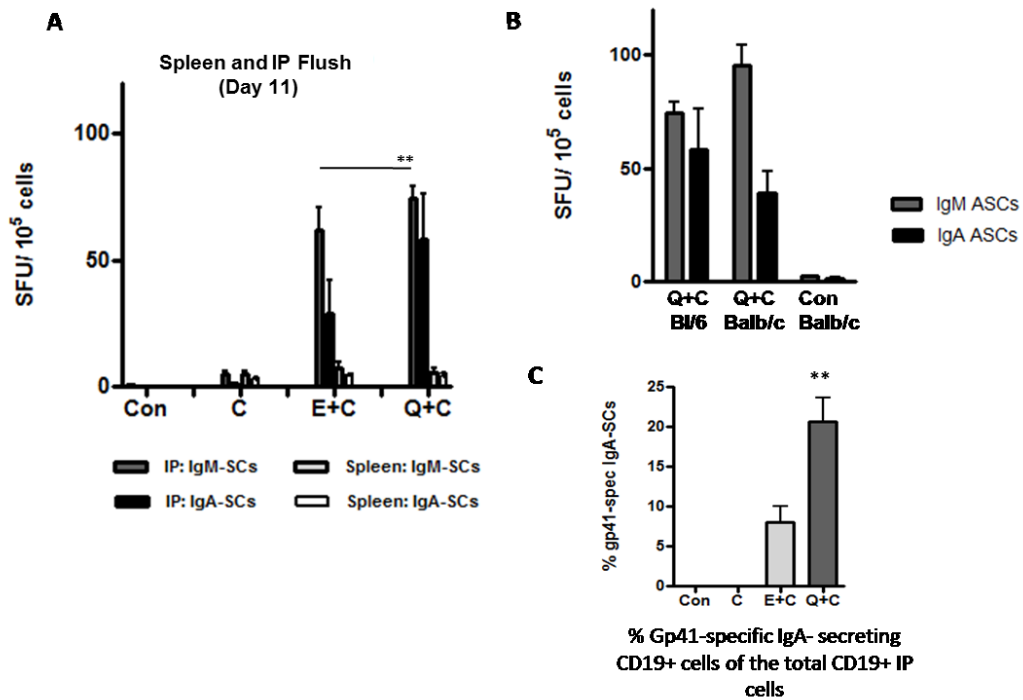 A
Spleen and IP Flush
(Day 11)
SFU/ 10⁵ cells
100
50
0
**
Con
C
E+C
Q+C
IP: IgM-SCs
Spleen: IgM-SCs
IP: IgA-SCs
Spleen: IgA-SCs
B
SFU/ 10⁵ cells
100
50
0
Q+C
Bl/6
Q+C
Balb/c
Con
Balb/c
IgM ASCs
IgA ASCs
C
% gp41-spec IgA-SCs
25
20
15
10
5
0
**
Con
C
E+C
Q+C
% Gp41-specific IgA- secreting
CD19+ cells of the total CD19+ IP
cells